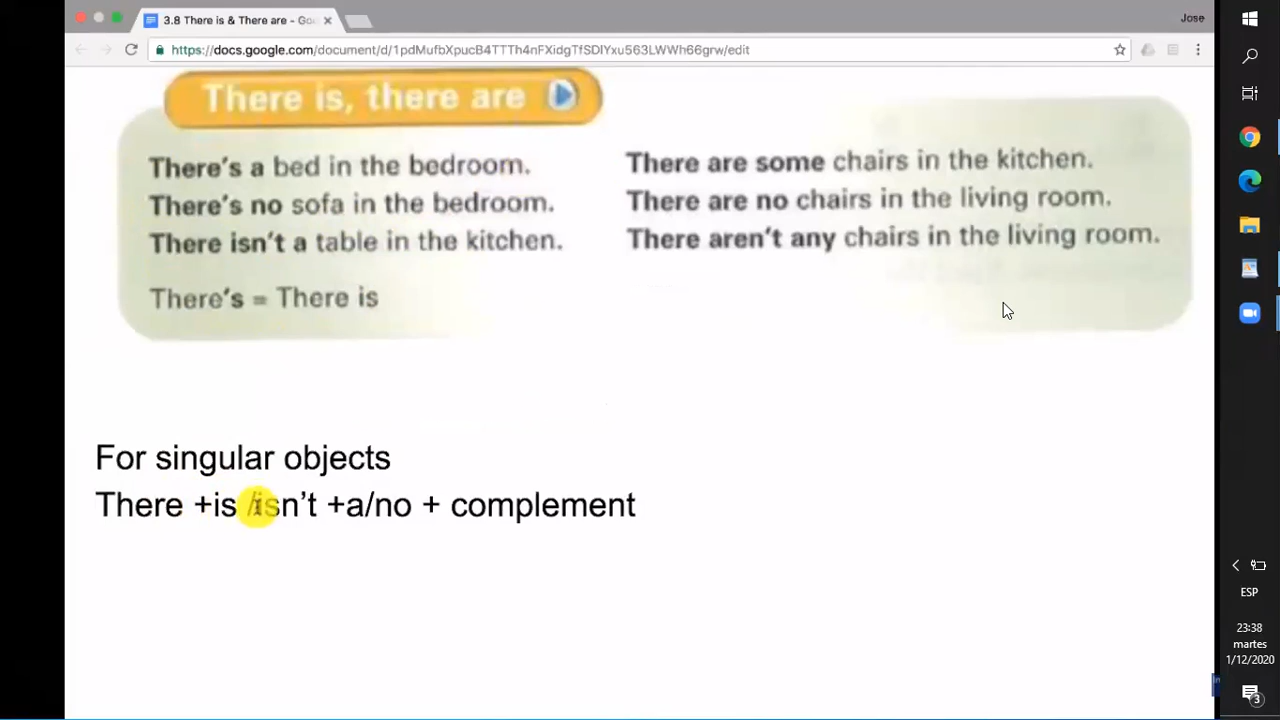 3.8 There is & There are - Go
Jose
https://docs.google.com/document/d/1pdMufbXpucB4TTTh4nFXidgTfSDIYxu563LWWh66grw/edit
There is, there are
There's a bed in the bedroom.
There's no sofa in the bedroom.
There isn't a table in the kitchen.
There's = There is
There are some chairs in the kitchen.
There are no chairs in the living room.
There aren't any chairs in the living room.
For singular objects
There +is /isn't +a/no + complement
ESP
23:38
martes
1/12/2020
3